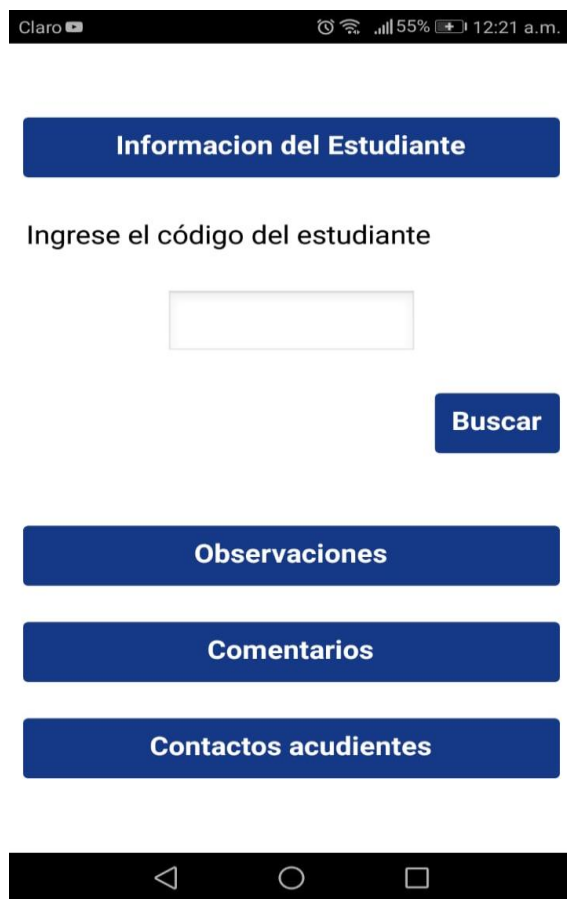 Claro 55% 12:21 a.m.
Informacion del Estudiante
Ingrese el código del estudiante
Buscar
Observaciones
Comentarios
Contactos acudientes